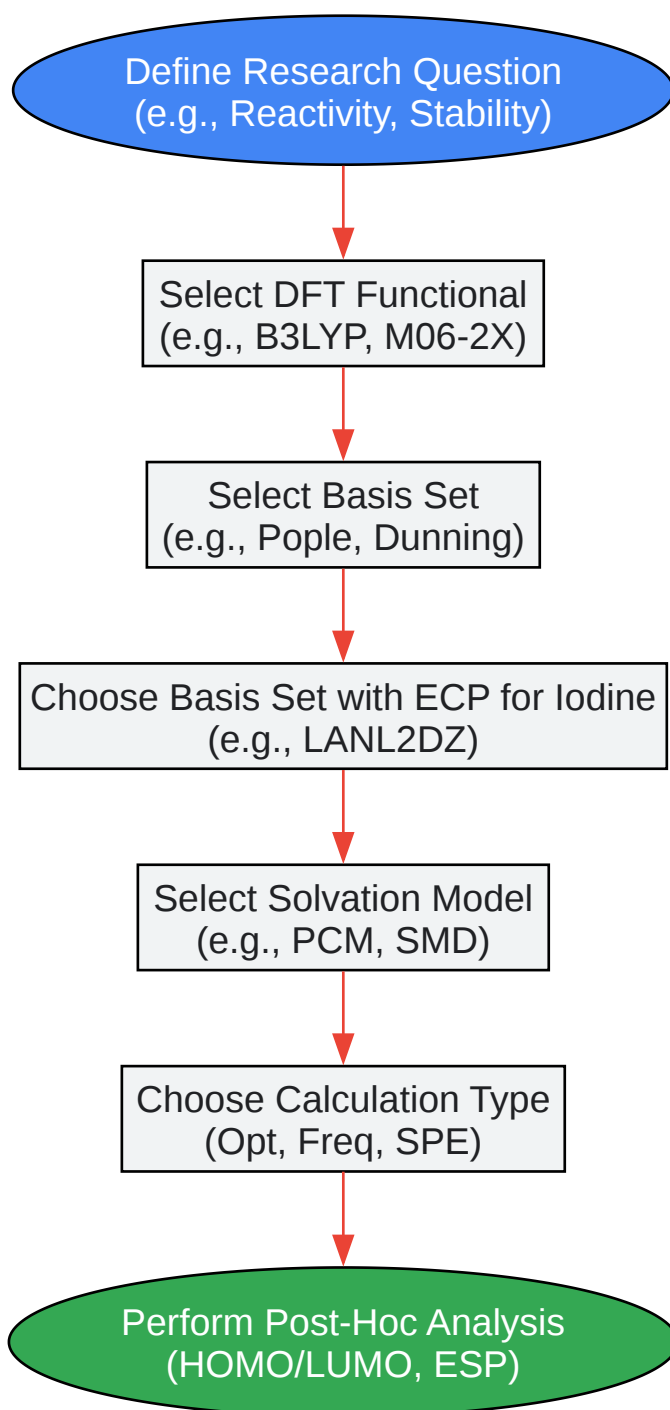 Define Research Question
(e.g., Reactivity, Stability)
Select DFT Functional
(e.g., B3LYP, M06-2X)
Select Basis Set
(e.g., Pople, Dunning)
Choose Basis Set with ECP for Iodine
(e.g., LANL2DZ)
Select Solvation Model
(e.g., PCM, SMD)
Choose Calculation Type
(Opt, Freq, SPE)
Perform Post-Hoc Analysis
(HOMO/LUMO, ESP)